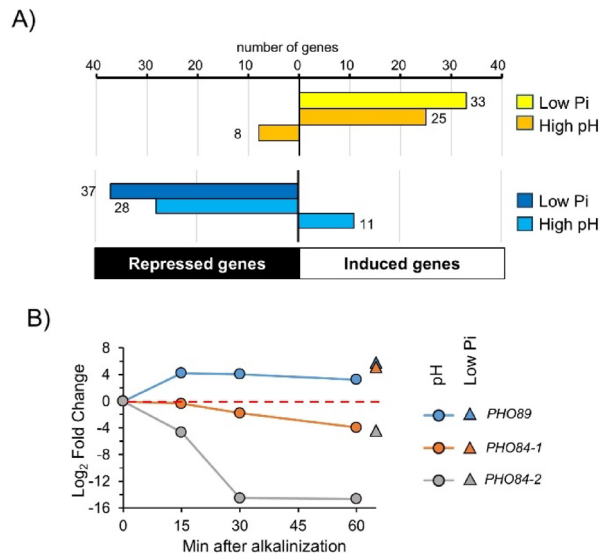 A)
number of genes
40 30 20 10 0 10 20 30 40
33
25
8
Low Pi
High pH
37
28
11
Low Pi
High pH
Repressed genes Induced genes
B)
Log2 Fold Change
8
4
0
-4
-8
-12
-16
0 15 30 45 60
Min after alkalinization
pH Low Pi
PHO89
PHO84-1
PHO84-2